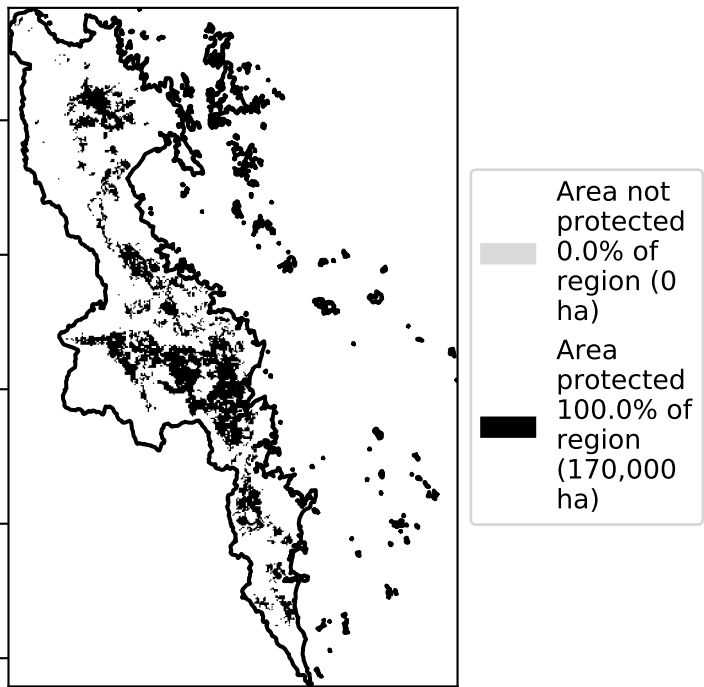 Area not
protected
0.0% of
region (0
ha)
Area
protected
100.0% of
region
(170,000
ha)